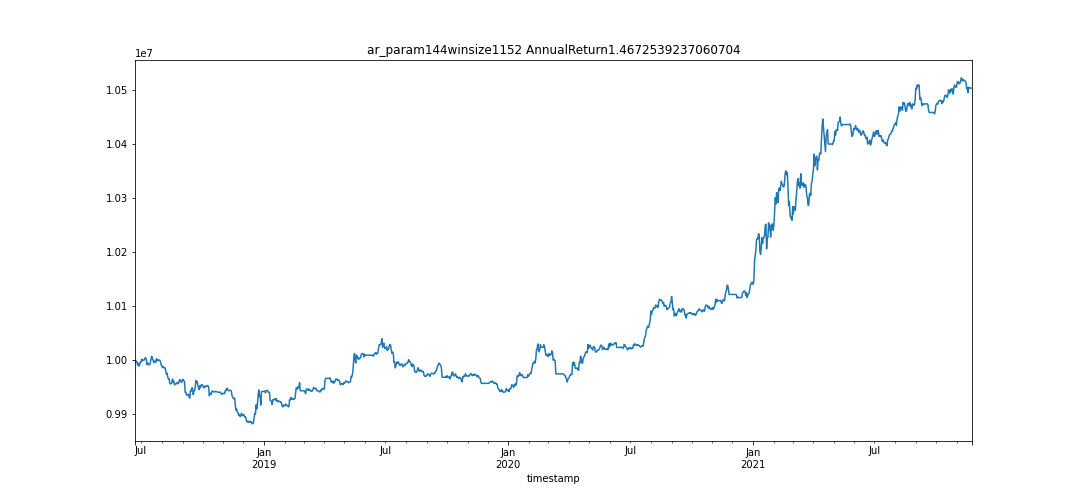 ar_param144winsize1152 AnnualReturn1.4672539237060704
1e7
1.05
1.04
1.03
1.02
1.01
1.00
0.99
Jul Jan Jul Jan Jul Jan Jul
2019 2020 2021
timestamp